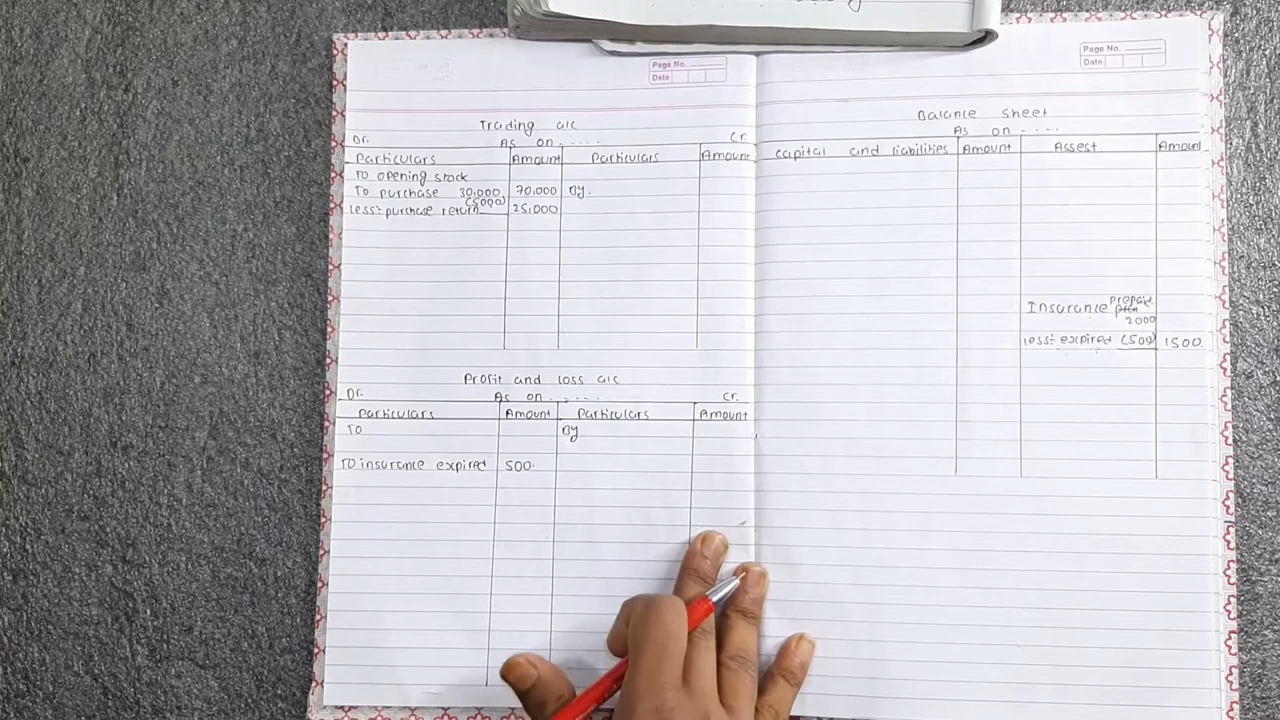 Page No.
Date
Trading a/c
Dr. As on ..... Cr.
Particulars Amount Particulars Amount
To opening stock
To purchase 30,000 70,000 By.
(5000)
less:- purchase return 25,000
Profit and loss a/c
Dr. As on ..... Cr.
Particulars Amount Particulars Amount
To By
To insurance expired 500.
Page No.
Date
Balance sheet
As on ....
capital and liabilities Amount Assest Amount
Insurance prepaid
2000
less:- expired (500) 1500